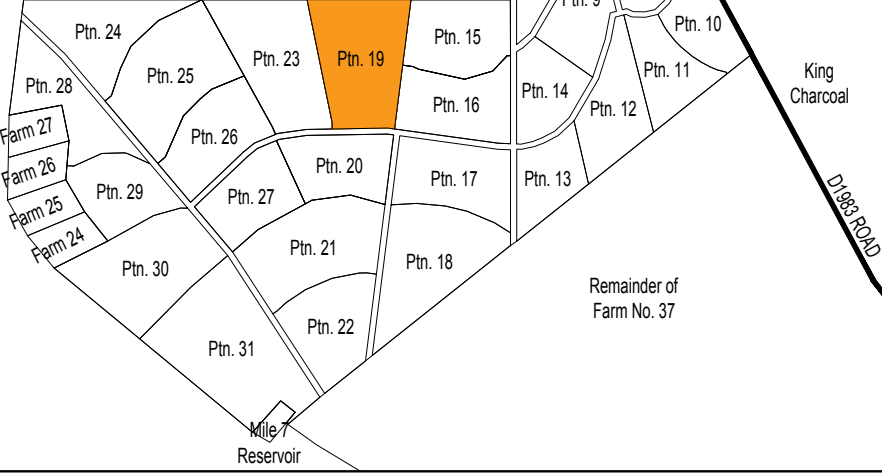 Ptn. 9
Ptn. 10
Ptn. 24
Ptn. 15
Ptn. 23
Ptn. 19
Ptn. 25
Ptn. 11
King
Charcoal
Ptn. 28
Ptn. 14
Ptn. 16
Ptn. 12
Farm 27
Ptn. 26
Farm 26
Ptn. 20
Ptn. 17
Ptn. 13
Ptn. 29
Ptn. 27
Farm 25
D1983 ROAD
Farm 24
Ptn. 21
Ptn. 18
Ptn. 30
Remainder of
Farm No. 37
Ptn. 22
Ptn. 31
Mile 7
Reservoir